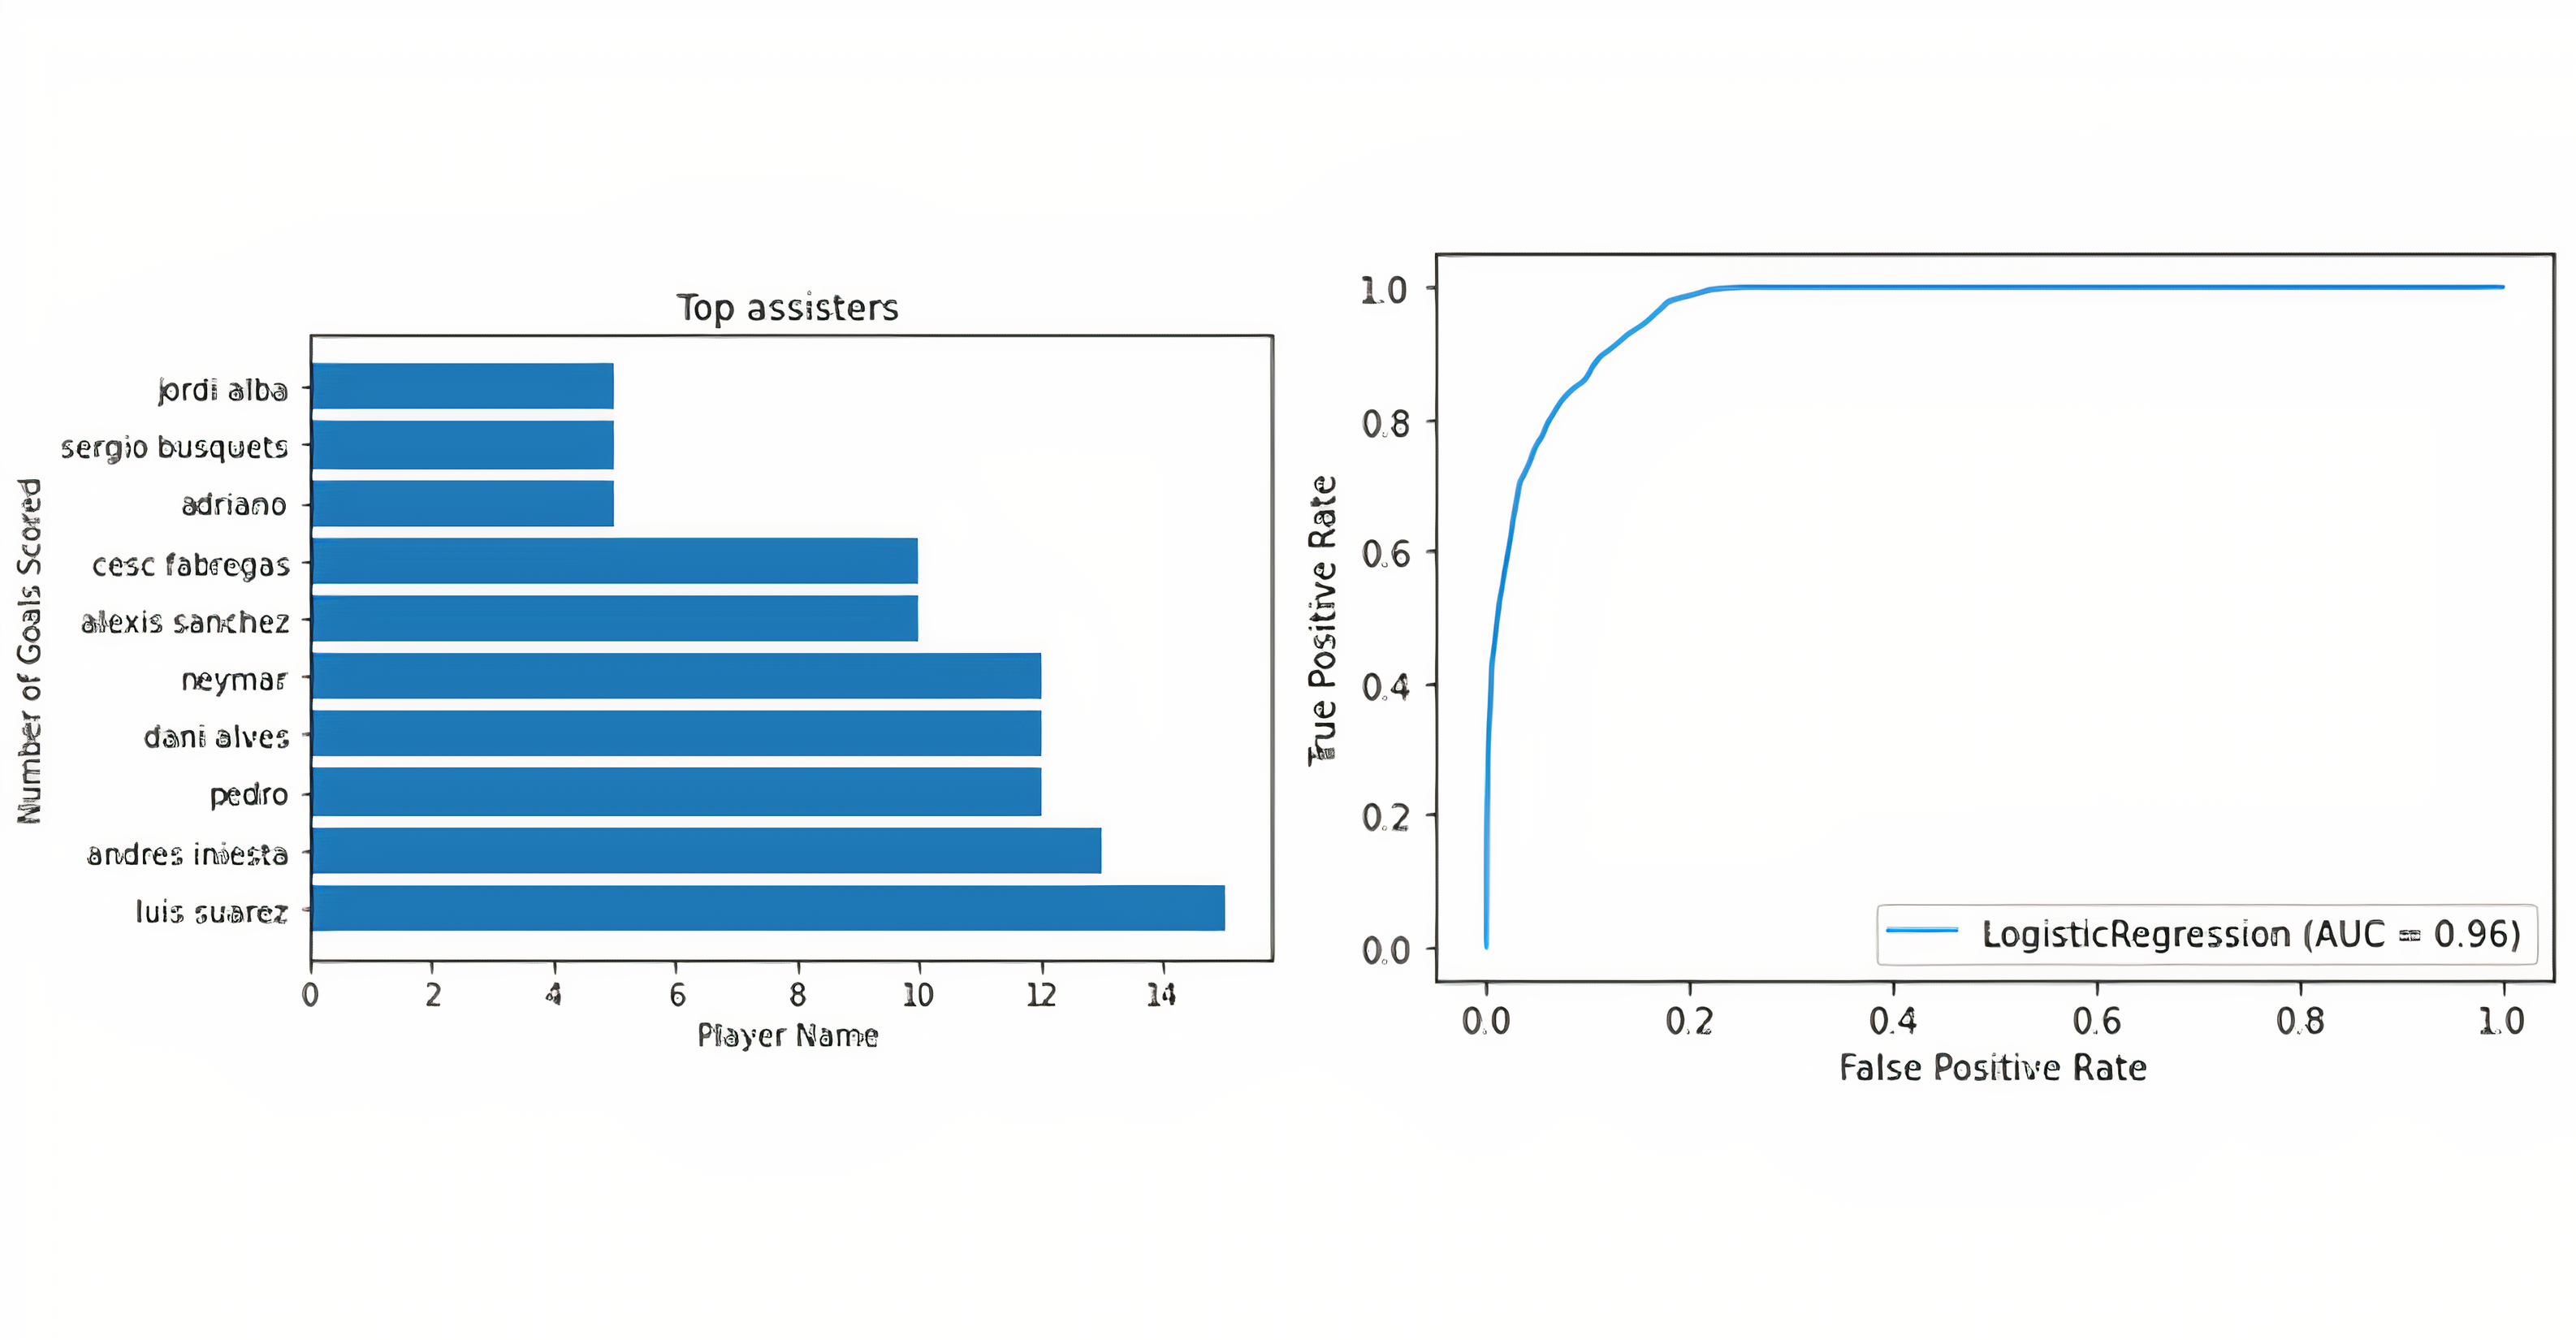 Top assisters
Number of Goals Scored
jordi alba
sergio busquets
adriano
cesc fabregas
alexis sanchez
neymar
dani alves
pedro
andres iniesta
luis suarez
0 2 4 6 8 10 12 14
Player Name
True Positive Rate
1.0
0.8
0.6
0.4
0.2
0.0
LogisticRegression (AUC = 0.96)
0.0 0.2 0.4 0.6 0.8 1.0
False Positive Rate